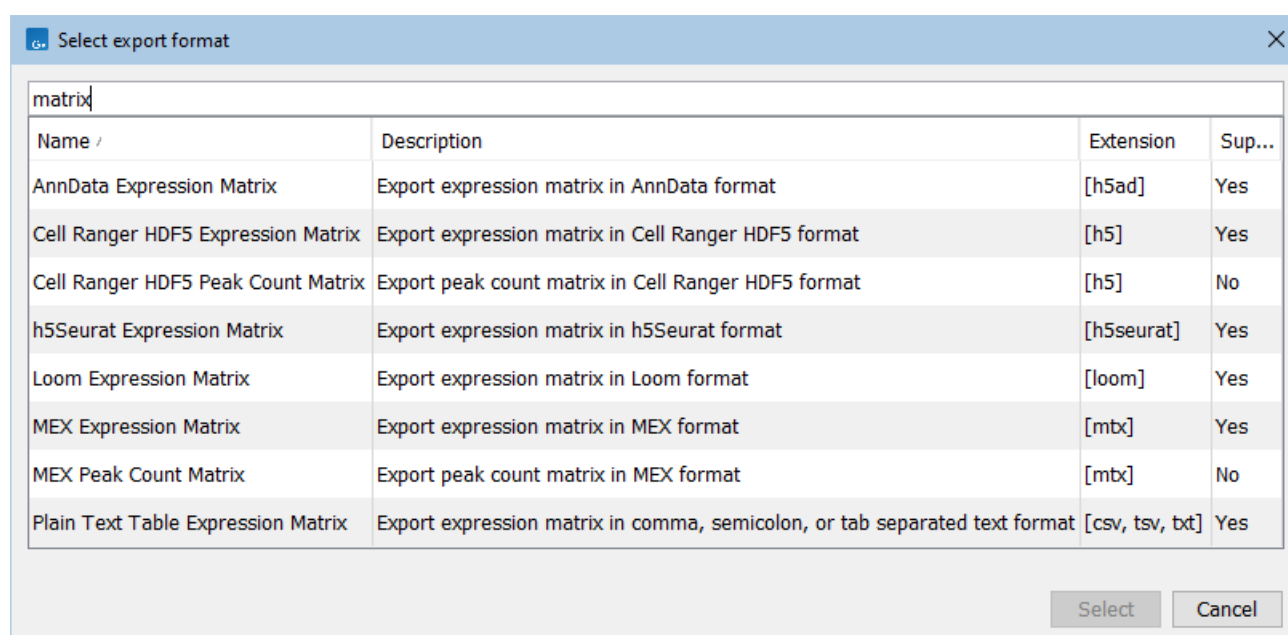 G.
Select export format
matrix
Name Description Extension Sup...
AnnData Expression Matrix Export expression matrix in AnnData format [h5ad] Yes
Cell Ranger HDF5 Expression Matrix Export expression matrix in Cell Ranger HDF5 format [h5] Yes
Cell Ranger HDF5 Peak Count Matrix Export peak count matrix in Cell Ranger HDF5 format [h5] No
h5Seurat Expression Matrix Export expression matrix in h5Seurat format [h5seurat] Yes
Loom Expression Matrix Export expression matrix in Loom format [loom] Yes
MEX Expression Matrix Export expression matrix in MEX format [mtx] Yes
MEX Peak Count Matrix Export peak count matrix in MEX format [mtx] No
Plain Text Table Expression Matrix Export expression matrix in comma, semicolon, or tab separated text format [csv, tsv, txt] Yes
Select Cancel